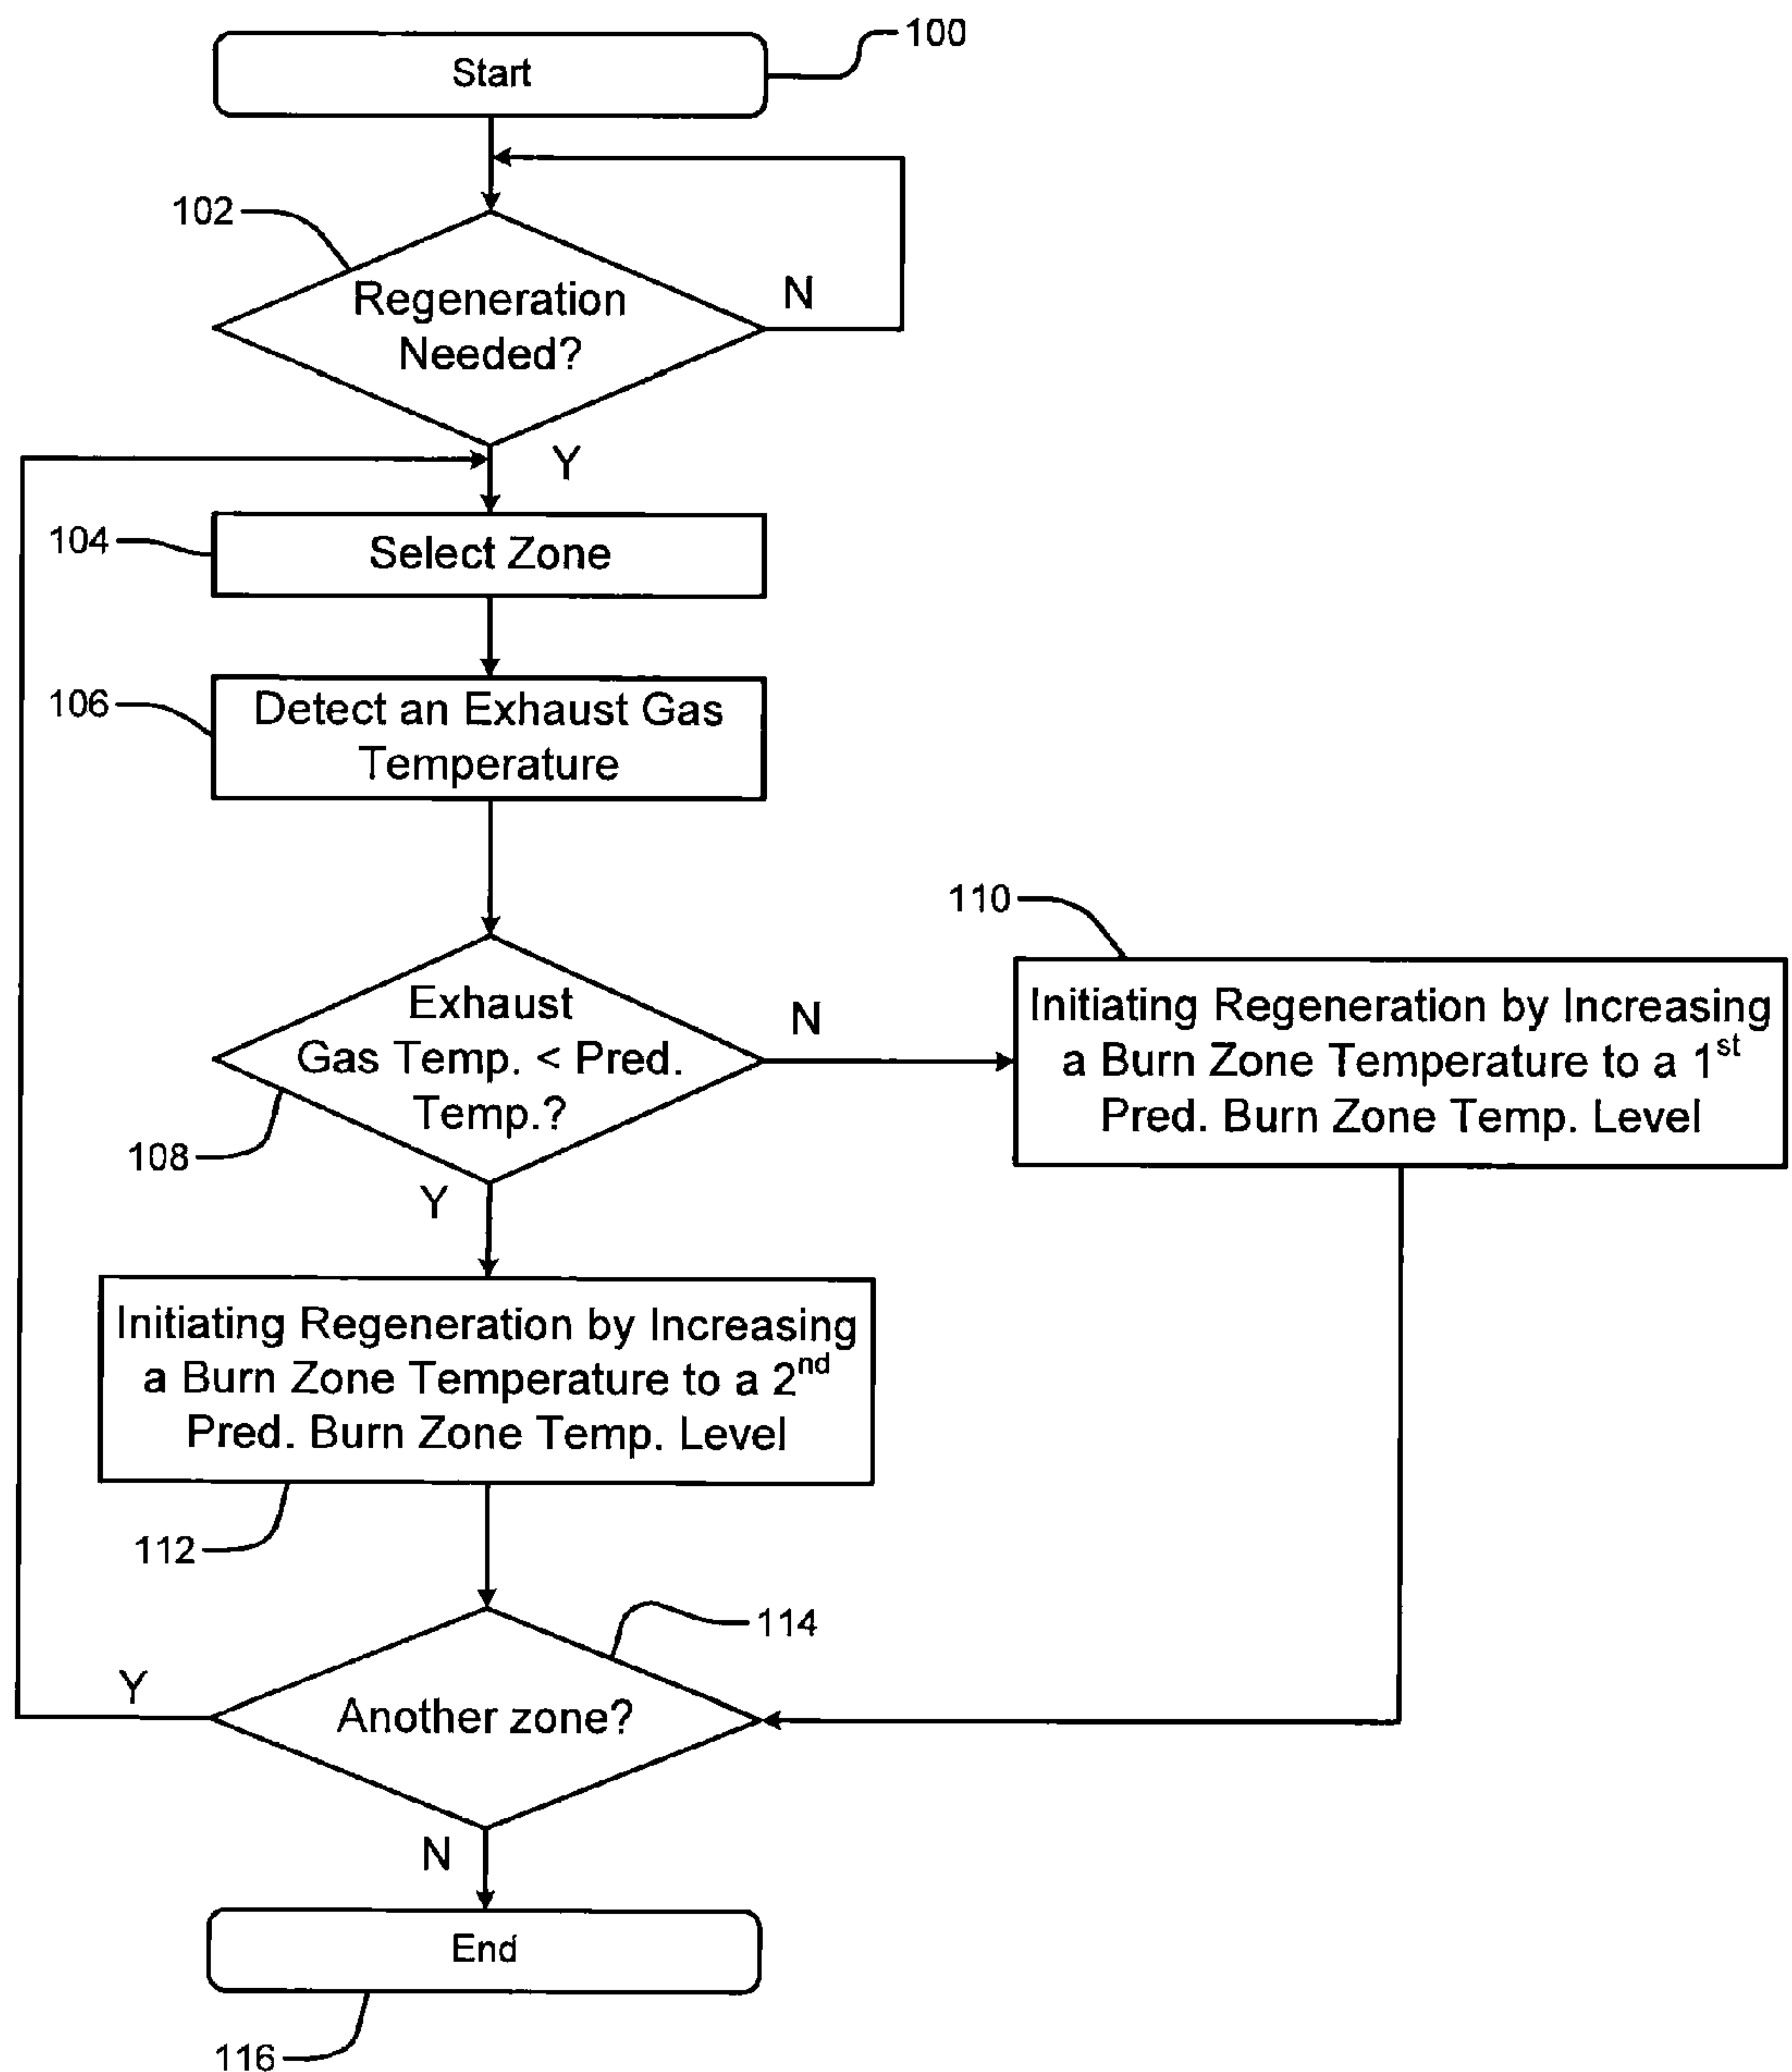 Start
100
102
Regeneration
Needed?
N
Y
104
Select Zone
106
Detect an Exhaust Gas
Temperature
108
Exhaust
Gas Temp. < Pred.
Temp.?
N
110
Initiating Regeneration by Increasing
a Burn Zone Temperature to a 1st
Pred. Burn Zone Temp. Level
Y
Initiating Regeneration by Increasing
a Burn Zone Temperature to a 2nd
Pred. Burn Zone Temp. Level
112
114
Another zone?
Y
N
End
116